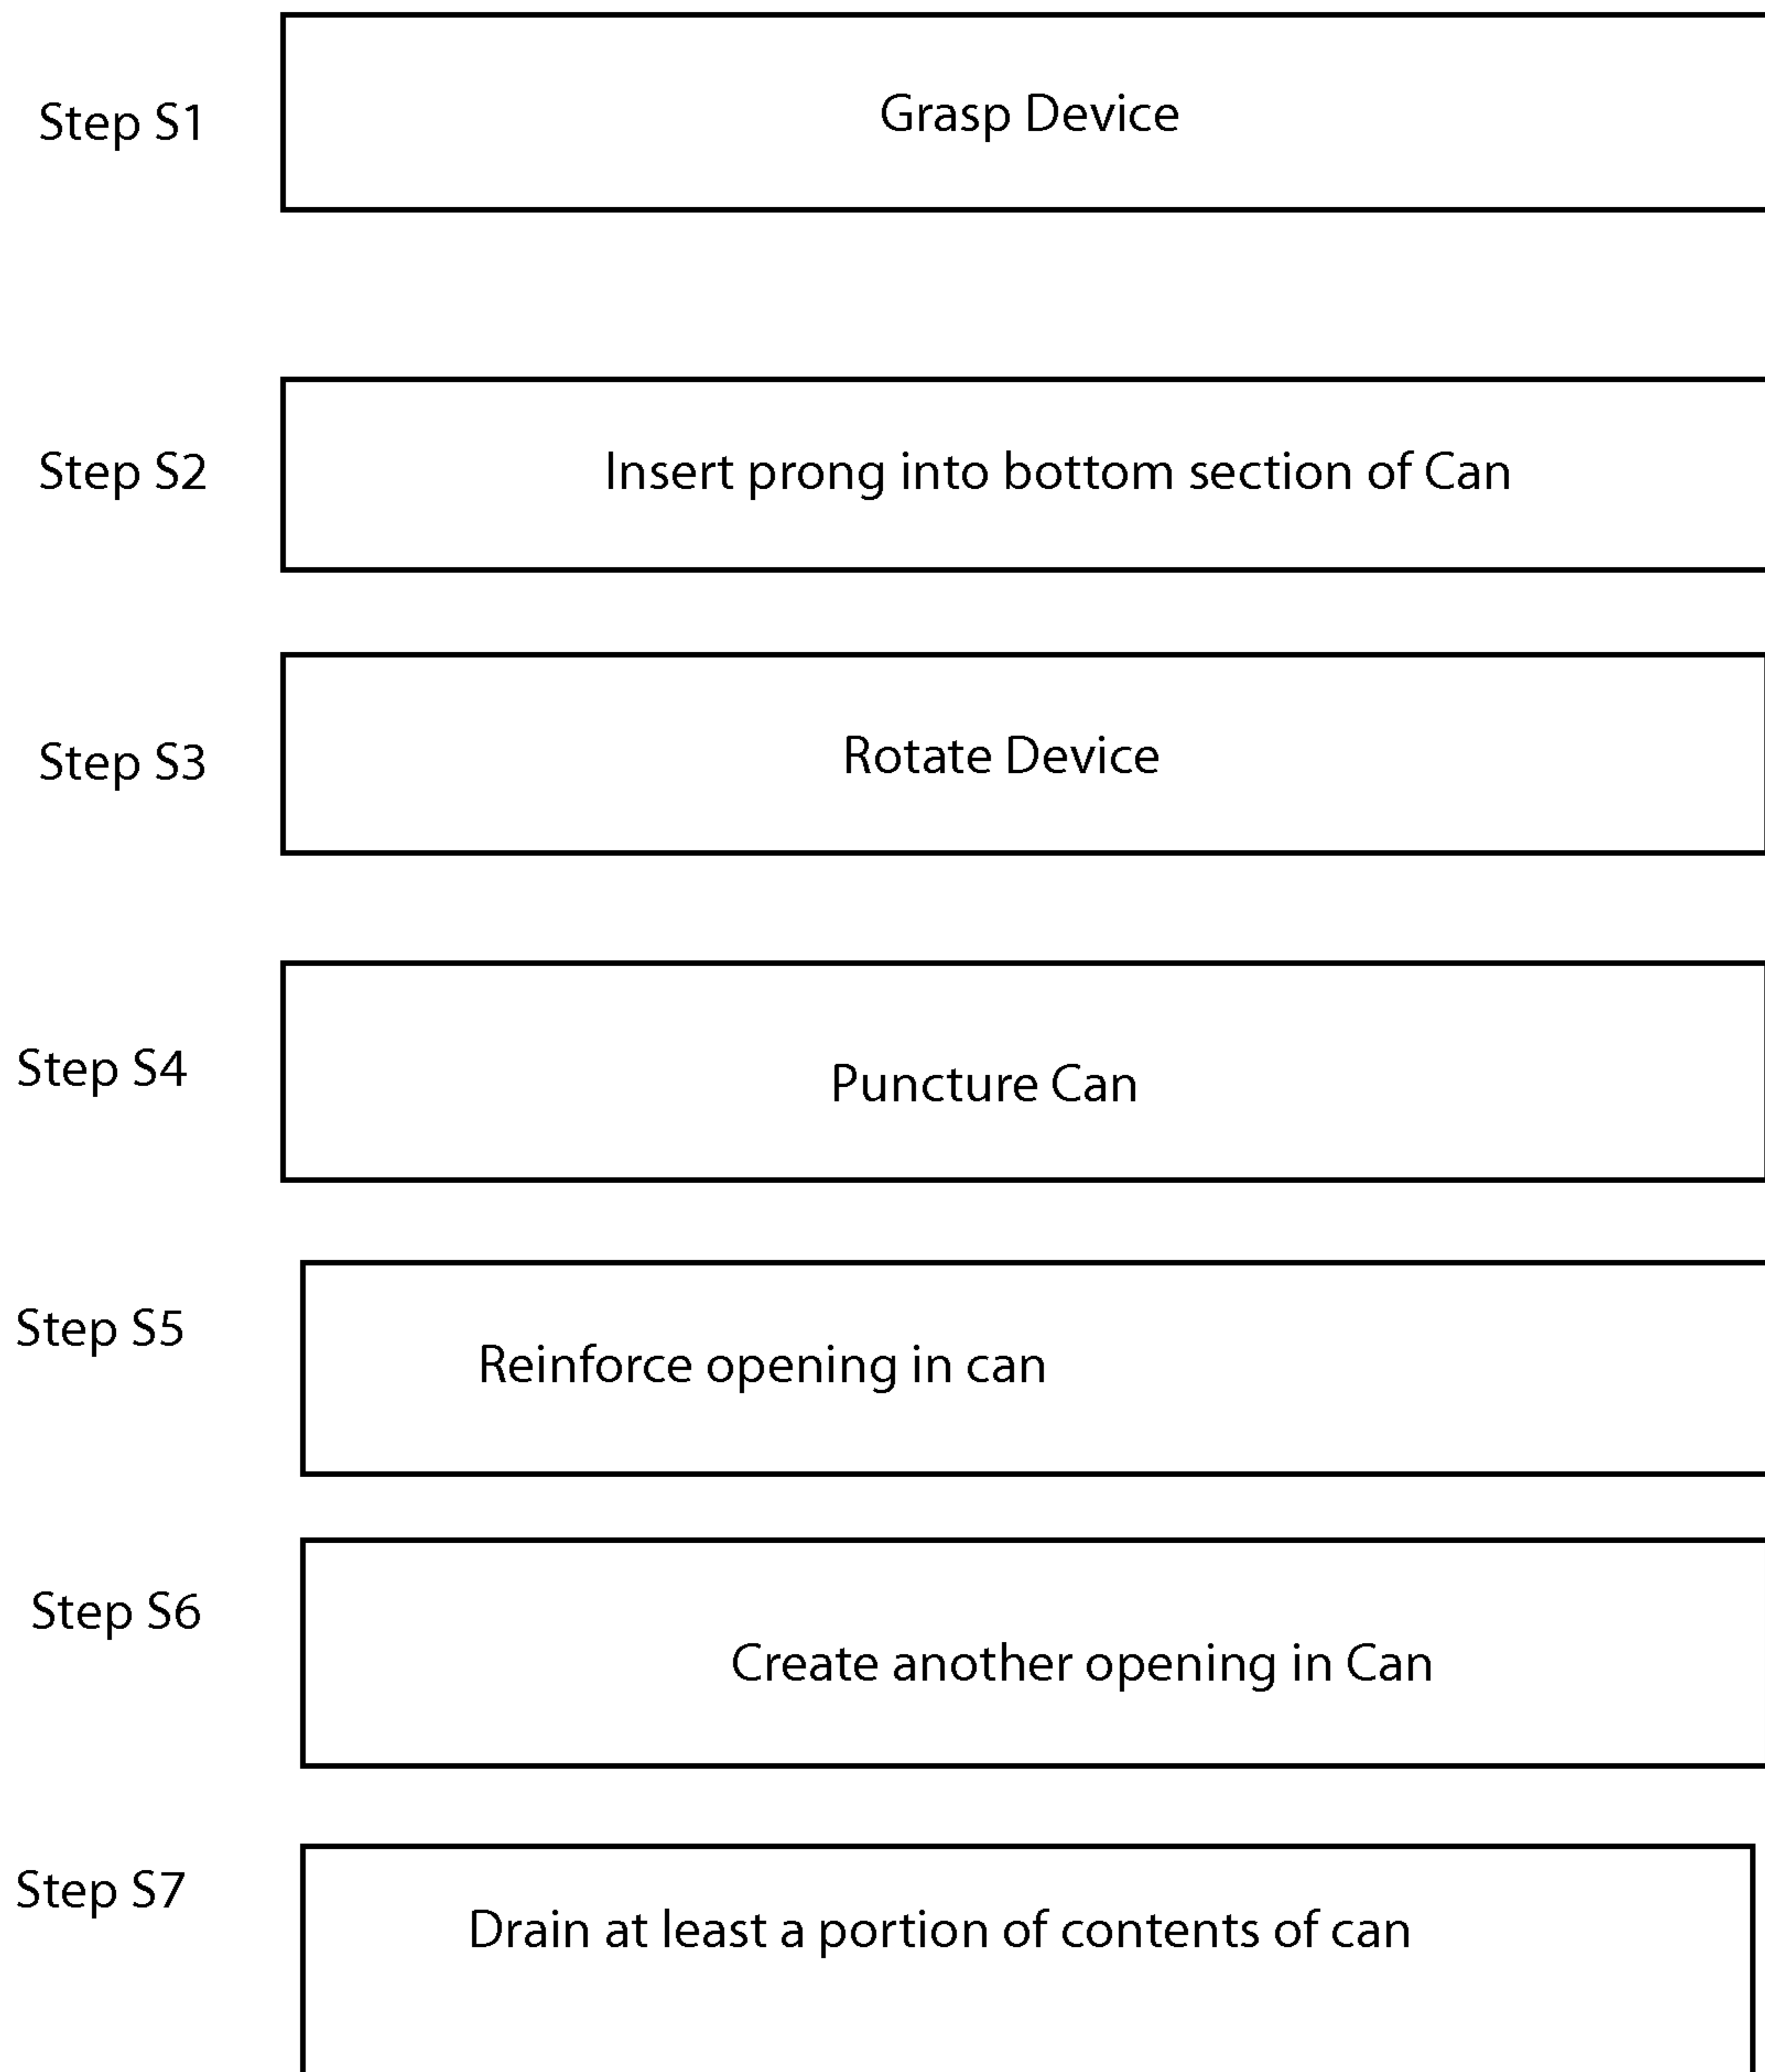 Step S1 Grasp Device
Step S2 Insert prong into bottom section of Can
Step S3 Rotate Device
Step S4 Puncture Can
Step S5 Reinforce opening in can
Step S6 Create another opening in Can
Step S7 Drain at least a portion of contents of can